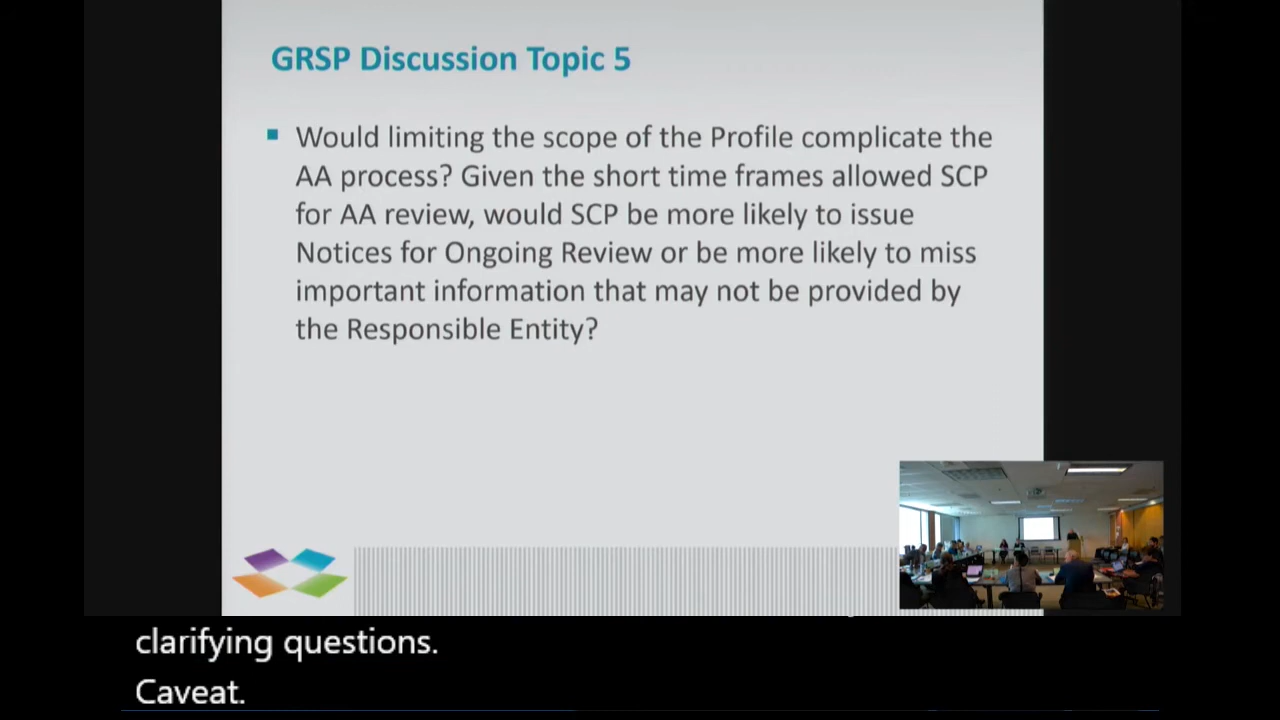 GRSP Discussion Topic 5
Would limiting the scope of the Profile complicate the
AA process? Given the short time frames allowed SCP
for AA review, would SCP be more likely to issue
Notices for Ongoing Review or be more likely to miss
important information that may not be provided by
the Responsible Entity?
clarifying questions.
Caveat.